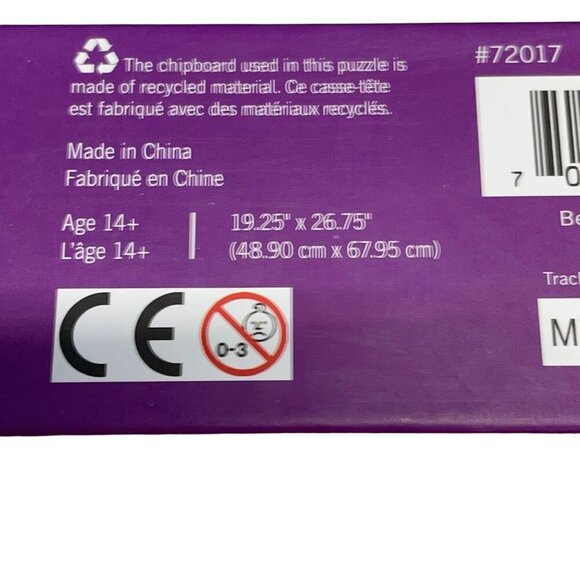 The chipboard used in this puzzle is
made of recycled material. Ce casse-tête
est fabriqué avec des matériaux recyclés.
Made in China
Fabriqué en Chine
Age 14+
L'âge 14+
19.25" x 26.75"
(48.90 cm x 67.95 cm)
CE
0-3
#72017
7 0